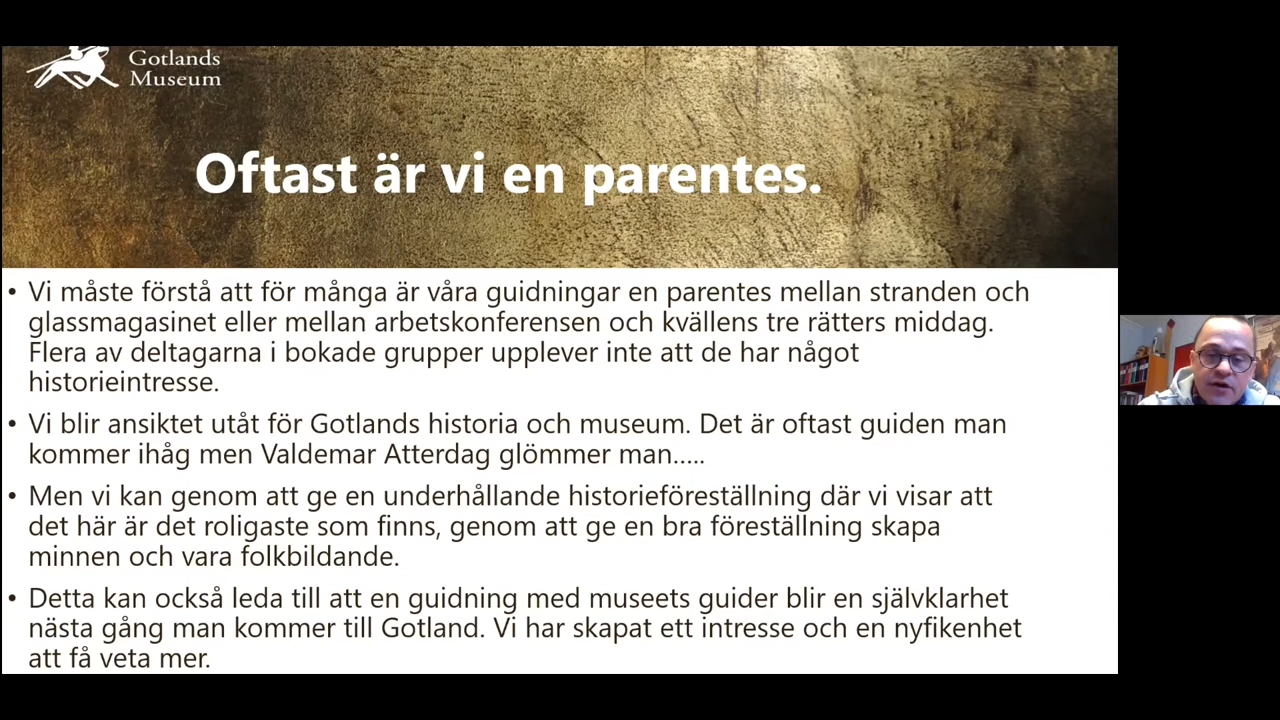 Gotlands
Museum
Oftast är vi en parentes.
• Vi måste förstå att för många är våra guidningar en parentes mellan stranden och
glassmagasinet eller mellan arbetskonferensen och kvällens tre rätters middag.
Flera av deltagarna i bokade grupper upplever inte att de har något
historieintresse.
• Vi blir ansiktet utåt för Gotlands historia och museum. Det är oftast guiden man
kommer ihåg men Valdemar Atterdag glömmer man…..
• Men vi kan genom att ge en underhållande historieföreställning där vi visar att
det här är det roligaste som finns, genom att ge en bra föreställning skapa
minnen och vara folkbildande.
• Detta kan också leda till att en guidning med museets guider blir en självklarhet
nästa gång man kommer till Gotland. Vi har skapat ett intresse och en nyfikenhet
att få veta mer.